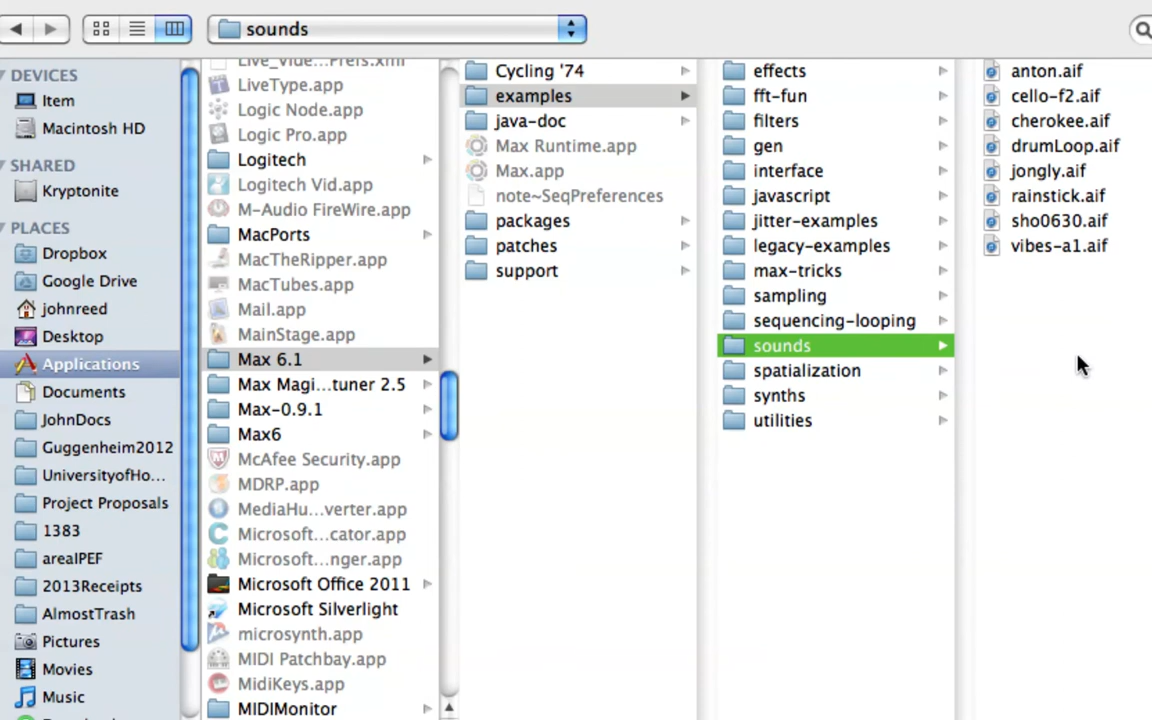 sounds
DEVICES
Item
Macintosh HD
SHARED
Kryptonite
PLACES
Dropbox
Google Drive
johnreed
Desktop
Applications
Documents
JohnDocs
Guggenheim2012
UniversityofHo...
Project Proposals
1383
areaIPEF
2013Receipts
AlmostTrash
Pictures
Movies
Music
Live_Vide...Prefs.xml
LiveType.app
Logic Node.app
Logic Pro.app
Logitech
Logitech Vid.app
M-Audio FireWire.app
MacPorts
MacTheRipper.app
MacTubes.app
Mail.app
MainStage.app
Max 6.1
Max Magi...tuner 2.5
Max-0.9.1
Max6
McAfee Security.app
MDRP.app
MediaHu...verter.app
Microsoft...cator.app
Microsoft...nger.app
Microsoft Office 2011
Microsoft Silverlight
microsynth.app
MIDI Patchbay.app
MidiKeys.app
MIDIMonitor
Cycling '74
examples
java-doc
Max Runtime.app
Max.app
note~SeqPreferences
packages
patches
support
effects
fft-fun
filters
gen
interface
javascript
jitter-examples
legacy-examples
max-tricks
sampling
sequencing-looping
sounds
spatialization
synths
utilities
anton.aif
cello-f2.aif
cherokee.aif
drumLoop.aif
jongly.aif
rainstick.aif
sho0630.aif
vibes-a1.aif